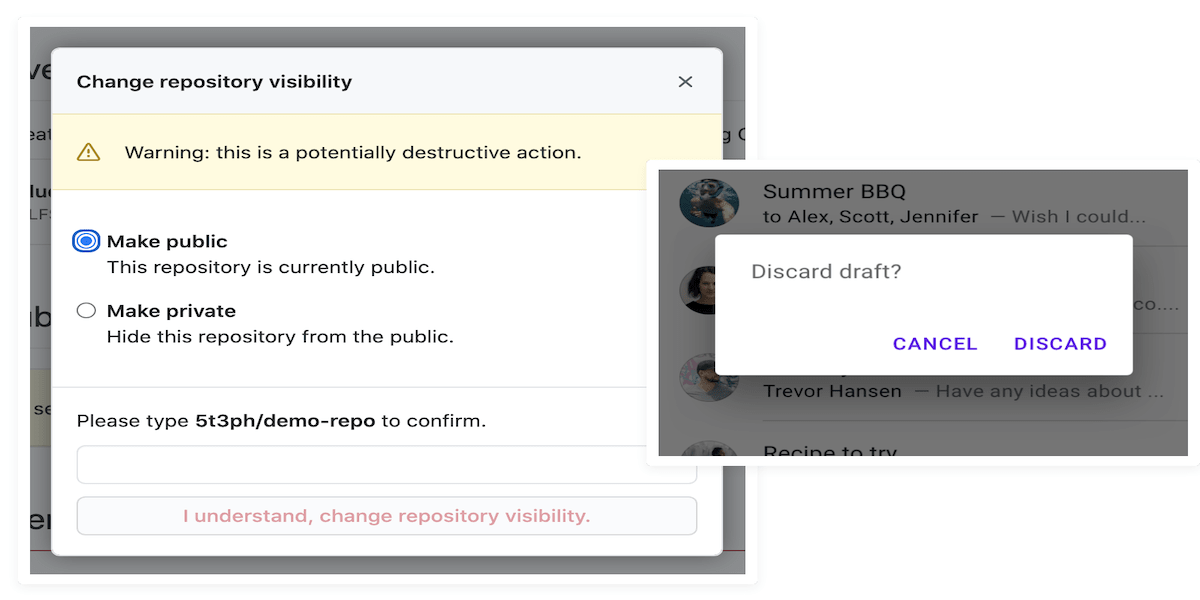 Change repository visibility
Warning: this is a potentially destructive action.
Make public
This repository is currently public.
Make private
Hide this repository from the public.
Please type 5t3ph/demo-repo to confirm.
I understand, change repository visibility.
Summer BBQ
to Alex, Scott, Jennifer — Wish I could...
Discard draft?
CANCEL DISCARD
Trevor Hansen — Have any ideas about ...
Recipe to try